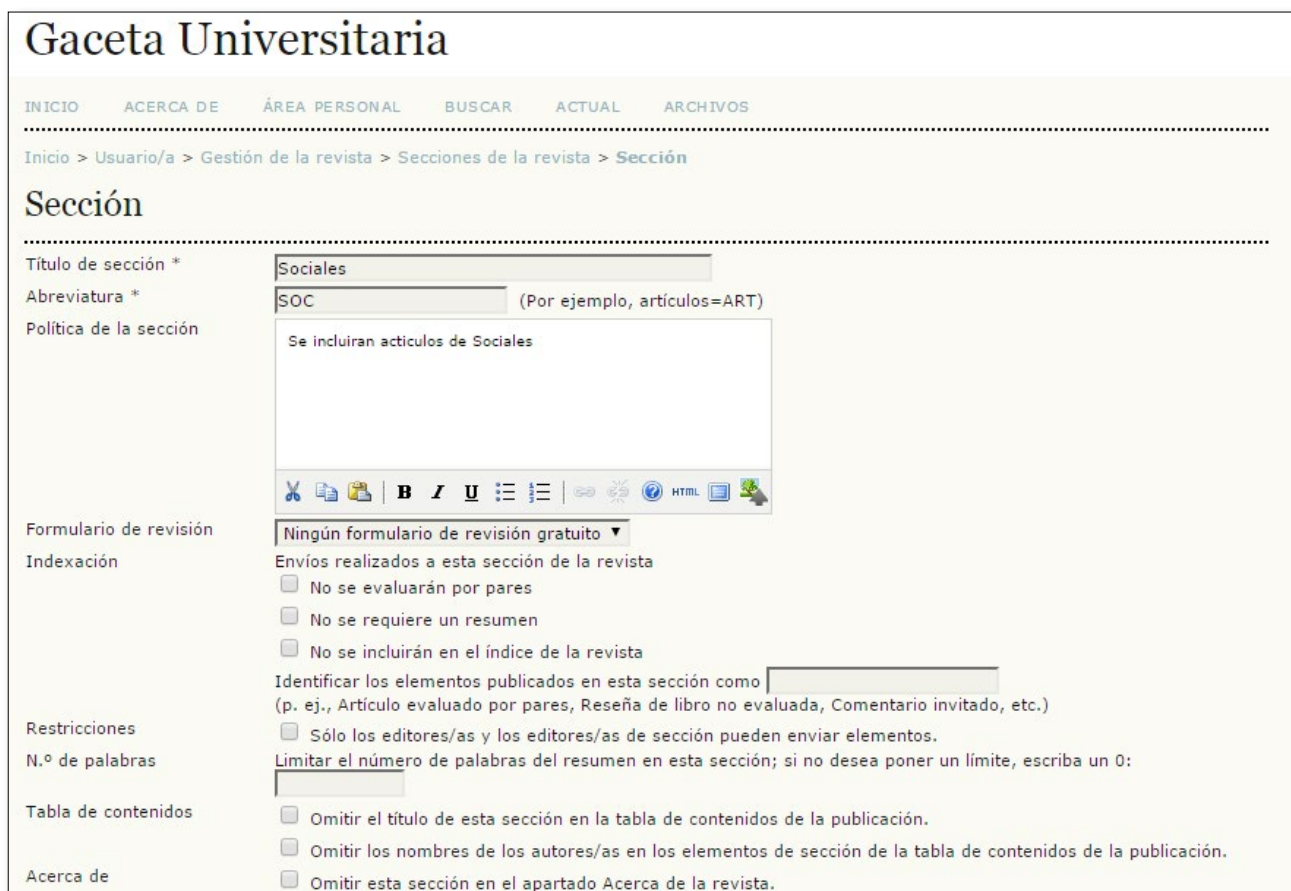 Gaceta Universitaria
INICIO ACERCA DE ÁREA PERSONAL BUSCAR ACTUAL ARCHIVOS
Inicio > Usuario/a > Gestión de la revista > Secciones de la revista > Sección
Sección
Título de sección * Sociales
Abreviatura * SOC (Por ejemplo, artículos=ART)
Política de la sección
Se incluiran acticulos de Sociales
B I U HTML
Formulario de revisión Ningún formulario de revisión gratuito
Indexación Envíos realizados a esta sección de la revista
No se evaluarán por pares
No se requiere un resumen
No se incluirán en el índice de la revista
Identificar los elementos publicados en esta sección como
(p. ej., Artículo evaluado por pares, Reseña de libro no evaluada, Comentario invitado, etc.)
Restricciones Sólo los editores/as y los editores/as de sección pueden enviar elementos.
N.º de palabras Limitar el número de palabras del resumen en esta sección; si no desea poner un límite, escriba un 0:
Tabla de contenidos Omitir el título de esta sección en la tabla de contenidos de la publicación.
Omitir los nombres de los autores/as en los elementos de sección de la tabla de contenidos de la publicación.
Acerca de Omitir esta sección en el apartado Acerca de la revista.